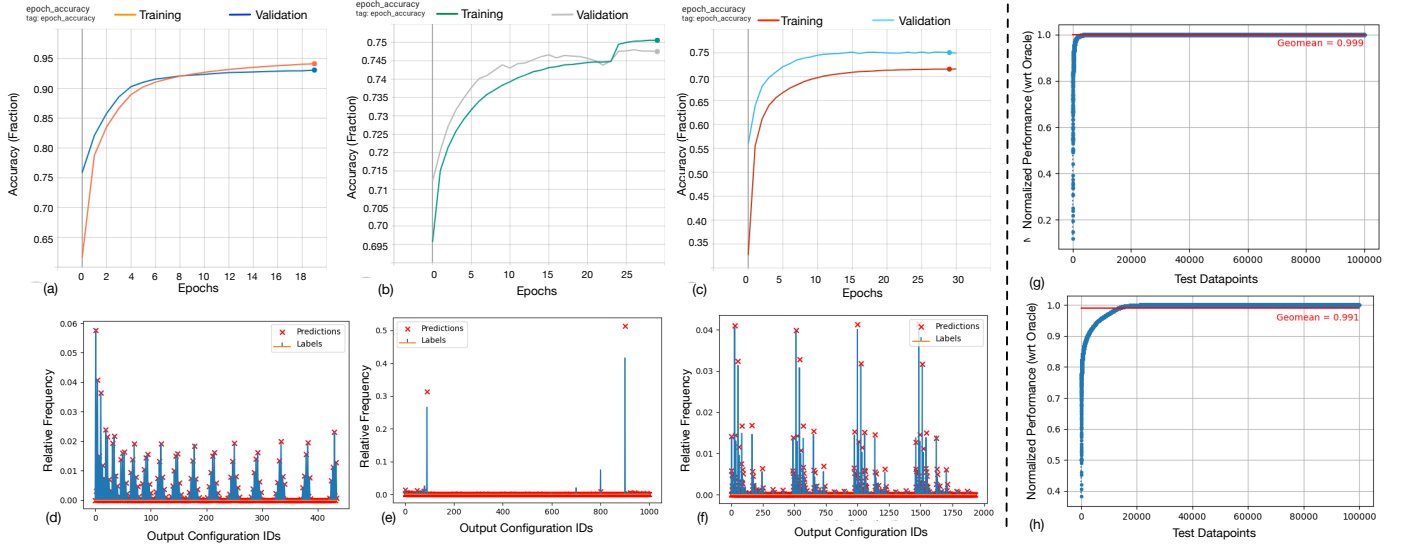 epoch_accuracy
tag: epoch_accuracy
Training
Validation
Accuracy (Fraction)
0.95
0.90
0.85
0.80
0.75
0.70
0.65
0 2 4 6 8 10 12 14 16 18
(a)
Epochs
epoch_accuracy
tag: epoch_accuracy
Training
Validation
Accuracy (Fraction)
0.75
0.745
0.74
0.735
0.73
0.725
0.72
0.715
0.71
0.705
0.70
0.695
0 5 10 15 20 25
(b)
Epochs
epoch_accuracy
tag: epoch_accuracy
Training
Validation
Accuracy (Fraction)
0.75
0.70
0.65
0.60
0.55
0.50
0.45
0.40
0.35
0.30
0 5 10 15 20 25 30
(c)
Epochs
Normalized Performance (wrt Oracle)
1.0
0.8
0.6
0.4
0.2
Geomean = 0.999
0 20000 40000 60000 80000 100000
(g)
Test Datapoints
Relative Frequency
0.06
0.05
0.04
0.03
0.02
0.01
0.00
Predictions
Labels
0 100 200 300 400
(d)
Output Configuration IDs
Relative Frequency
0.5
0.4
0.3
0.2
0.1
0.0
Predictions
Labels
0 200 400 600 800 1000
(e)
Output Configuration IDs
Relative Frequency
0.04
0.03
0.02
0.01
0.00
Predictions
Labels
0 250 500 750 1000 1250 1500 1750 2000
(f)
Output Configuration IDs
Normalized Performance (wrt Oracle)
1.0
0.9
0.8
0.7
0.6
0.5
0.4
Geomean = 0.991
0 20000 40000 60000 80000 100000
(h)
Test Datapoints